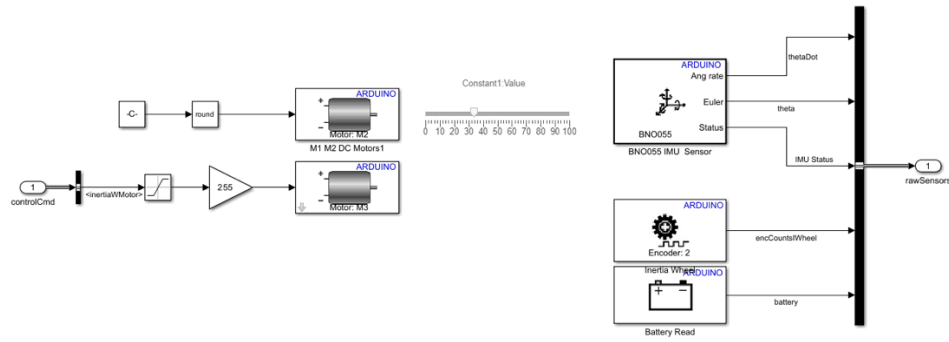 ARDUINO
thetaDot
Ang rate
Constant1:Value
ARDUINO
-C-
round
Motor: M2
M1 M2 DC Motors1
0 10 20 30 40 50 60 70 80 90 100
Euler
theta
Status
BNO055
BNO055 IMU Sensor
IMU Status
ARDUINO
1
controlCmd
<inertiaWMotor>
2.55
Motor: M3
1
rawSensors
ARDUINO
encCountsIWheel
Encoder: 2
Inertia Wheel
ARDUINO
battery
Battery Read